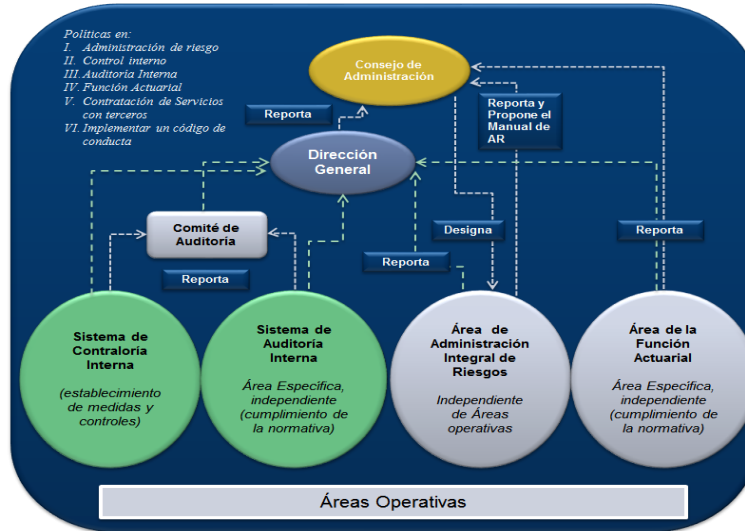 Políticas en:
I. Administración de riesgo
II. Control interno
III. Auditoría Interna
IV. Función Actuarial
V. Contratación de Servicios
con terceros
VI. Implementar un código de
conducta
Consejo de
Administración
Reporta
Reporta y
Propone el
Manual de
AR
Dirección
General
Comité de
Auditoría
Designa
Reporta
Reporta
Reporta
Sistema de
Contraloría
Interna
(establecimiento
de medidas y
controles)
Sistema de
Auditoría
Interna
Área Específica,
independiente
(cumplimiento de
la normativa)
Área de
Administración
Integral de
Riesgos
Independiente
de Áreas
operativas
Área de la
Función
Actuarial
Área Específica,
independiente
(cumplimiento de
la normativa)
Áreas Operativas